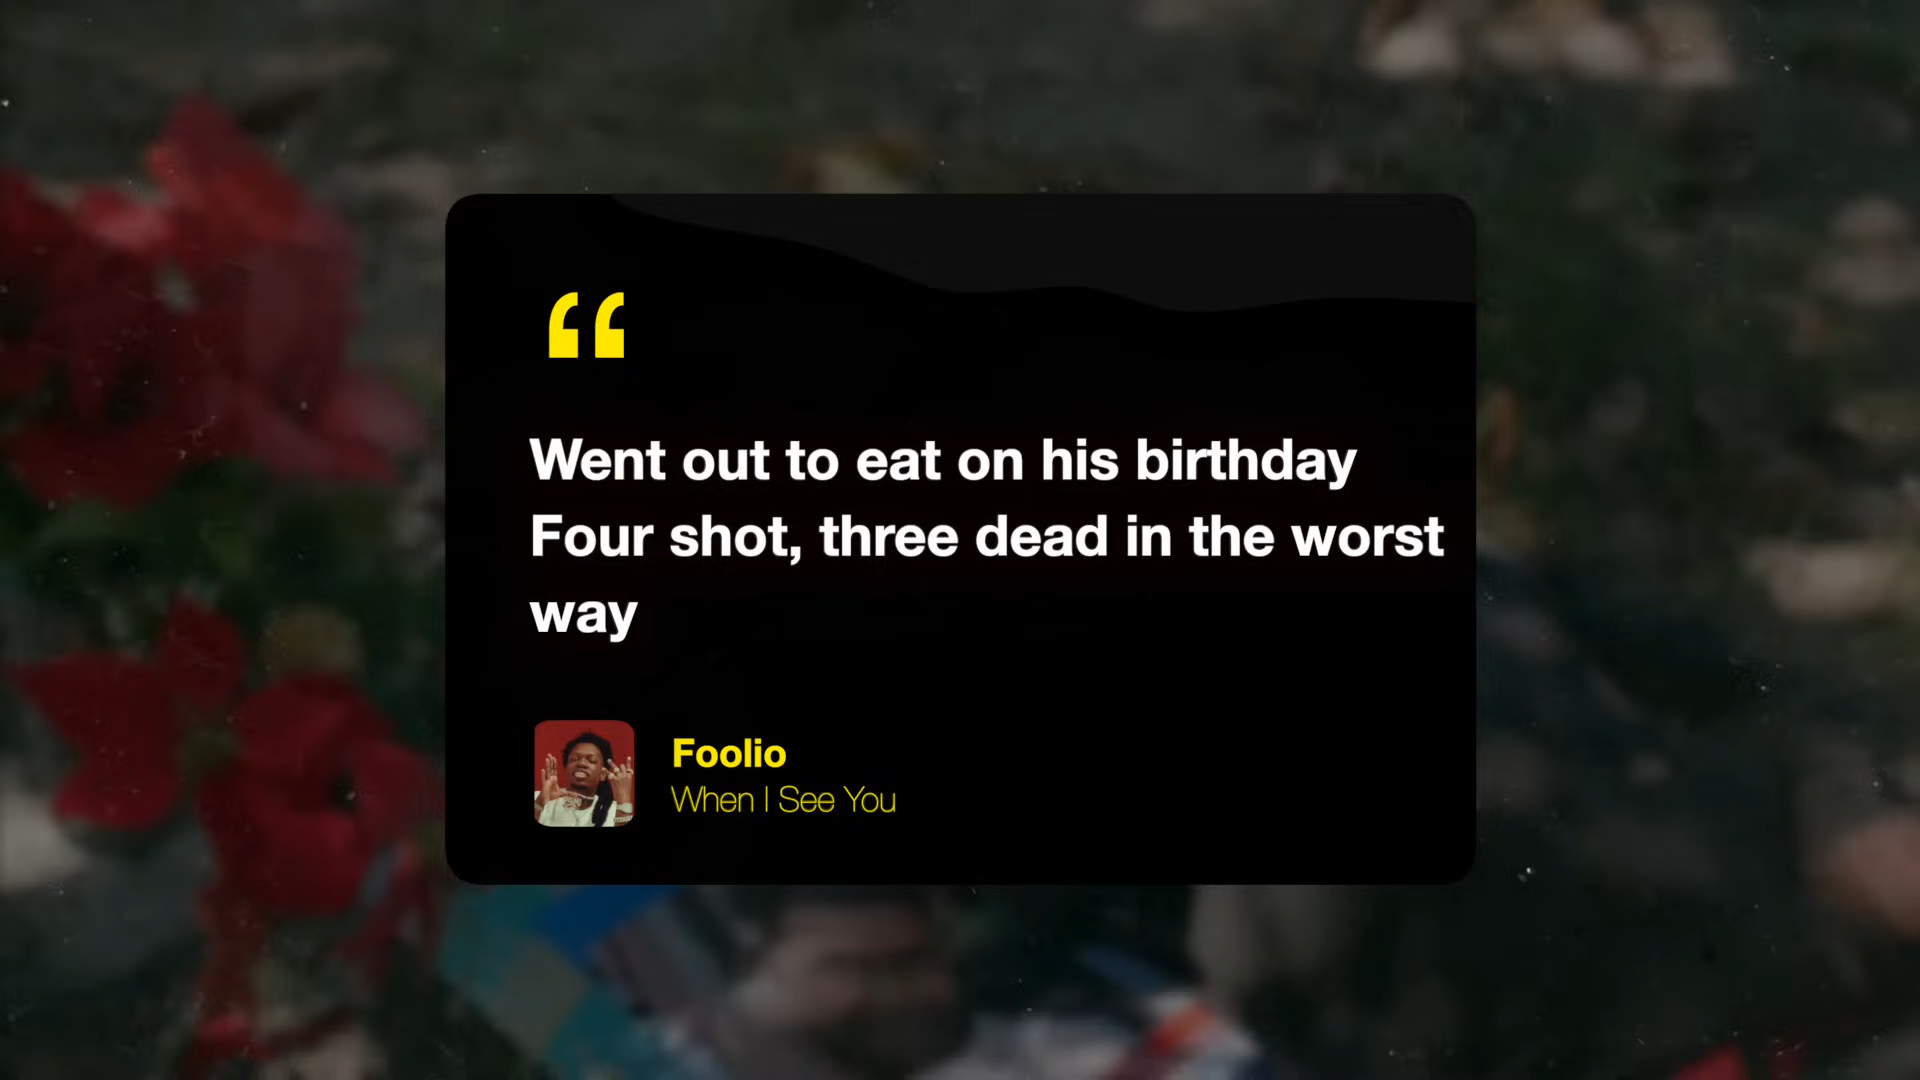 “
Went out to eat on his birthday
Four shot, three dead in the worst
way
Foolio
When I See You